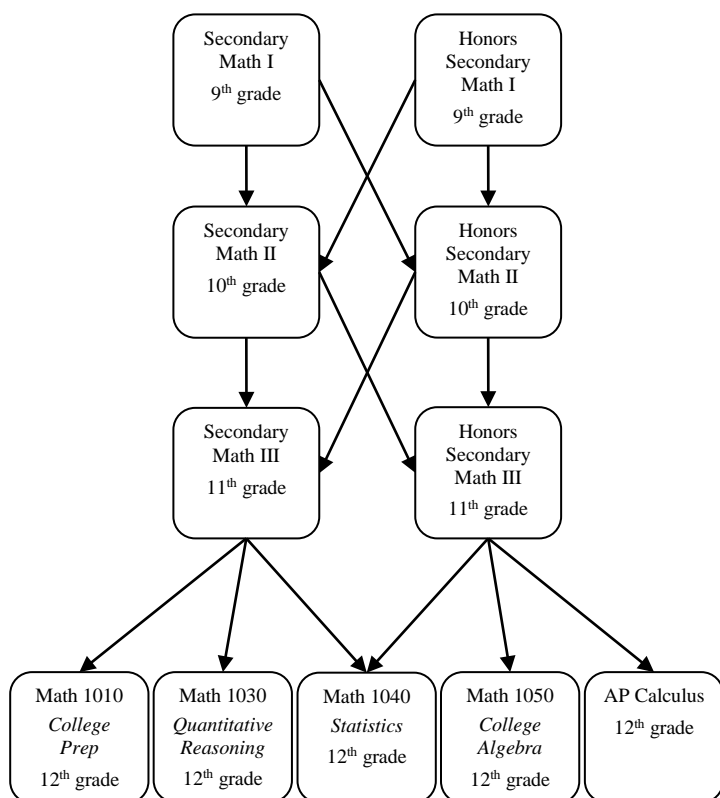 Secondary
Math I
9th grade
Honors
Secondary
Math I
9th grade
Secondary
Math II
10th grade
Honors
Secondary
Math II
10th grade
Secondary
Math III
11th grade
Honors
Secondary
Math III
11th grade
Math 1010
College
Prep
12th grade
Math 1030
Quantitative
Reasoning
12th grade
Math 1040
Statistics
12th grade
Math 1050
College
Algebra
12th grade
AP Calculus
12th grade